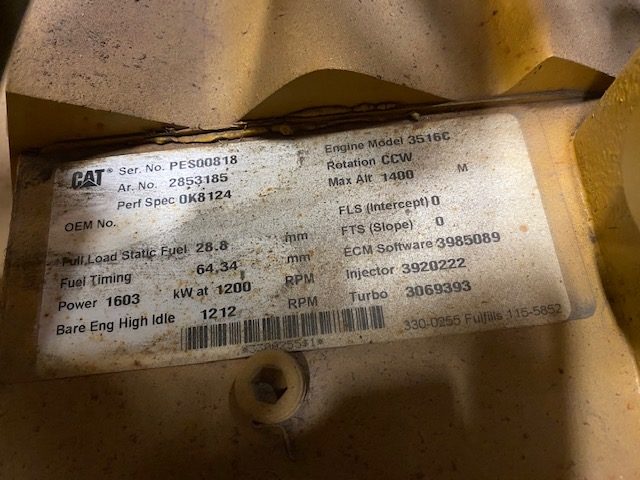 CAT® Ser. No. PES00818 Engine Model 3516C
Ar. No. 2853185 Rotation CCW
Perf Spec 0K8124 Max Alt 1400 M
OEM No.
FLS (Intercept) 0
Full Load Static Fuel 28.8 mm FTS (Slope) 0
Fuel Timing 64.34 mm ECM Software 3985089
Power 1603 kW at 1200 RPM Injector 3920222
Bare Eng High Idle 1212 RPM Turbo 3069393
330-0255 Fulfills 115-5852